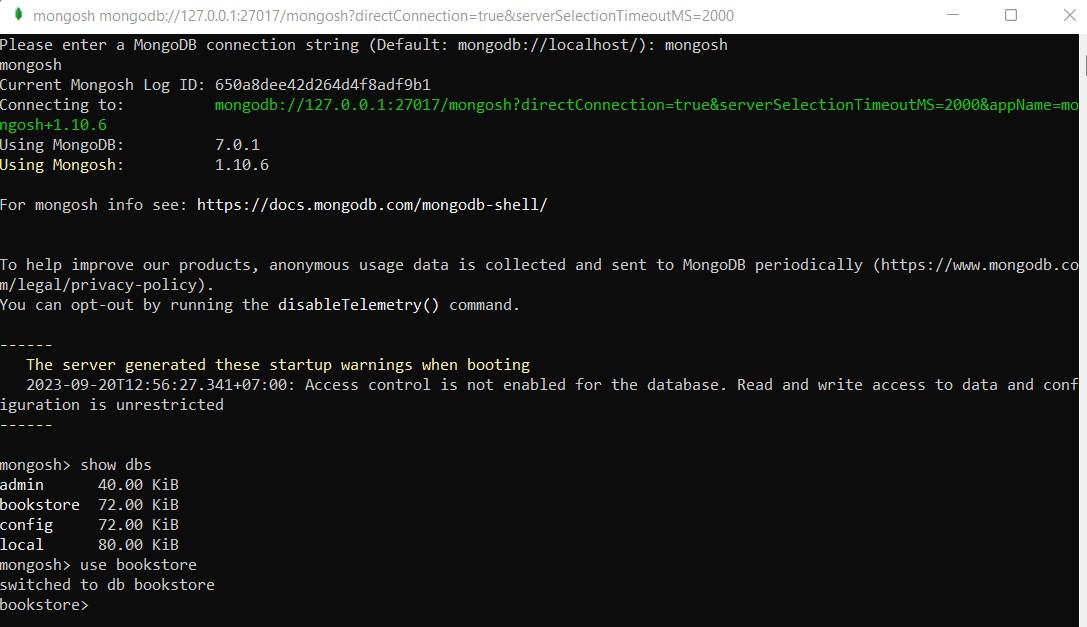 mongosh mongodb://127.0.0.1:27017/mongosh?directConnection=true&serverSelectionTimeoutMS=2000
Please enter a MongoDB connection string (Default: mongodb://localhost/): mongosh
mongosh
Current Mongosh Log ID: 650a8dee42d264d4f8adf9b1
Connecting to:          mongodb://127.0.0.1:27017/mongosh?directConnection=true&serverSelectionTimeoutMS=2000&appName=mo
ngosh+1.10.6
Using MongoDB:          7.0.1
Using Mongosh:          1.10.6
For mongosh info see: https://docs.mongodb.com/mongodb-shell/
To help improve our products, anonymous usage data is collected and sent to MongoDB periodically (https://www.mongodb.co
m/legal/privacy-policy).
You can opt-out by running the disableTelemetry() command.
------
   The server generated these startup warnings when booting
   2023-09-20T12:56:27.341+07:00: Access control is not enabled for the database. Read and write access to data and conf
iguration is unrestricted
------
mongosh> show dbs
admin      40.00 KiB
bookstore  72.00 KiB
config     72.00 KiB
local      80.00 KiB
mongosh> use bookstore
switched to db bookstore
bookstore>